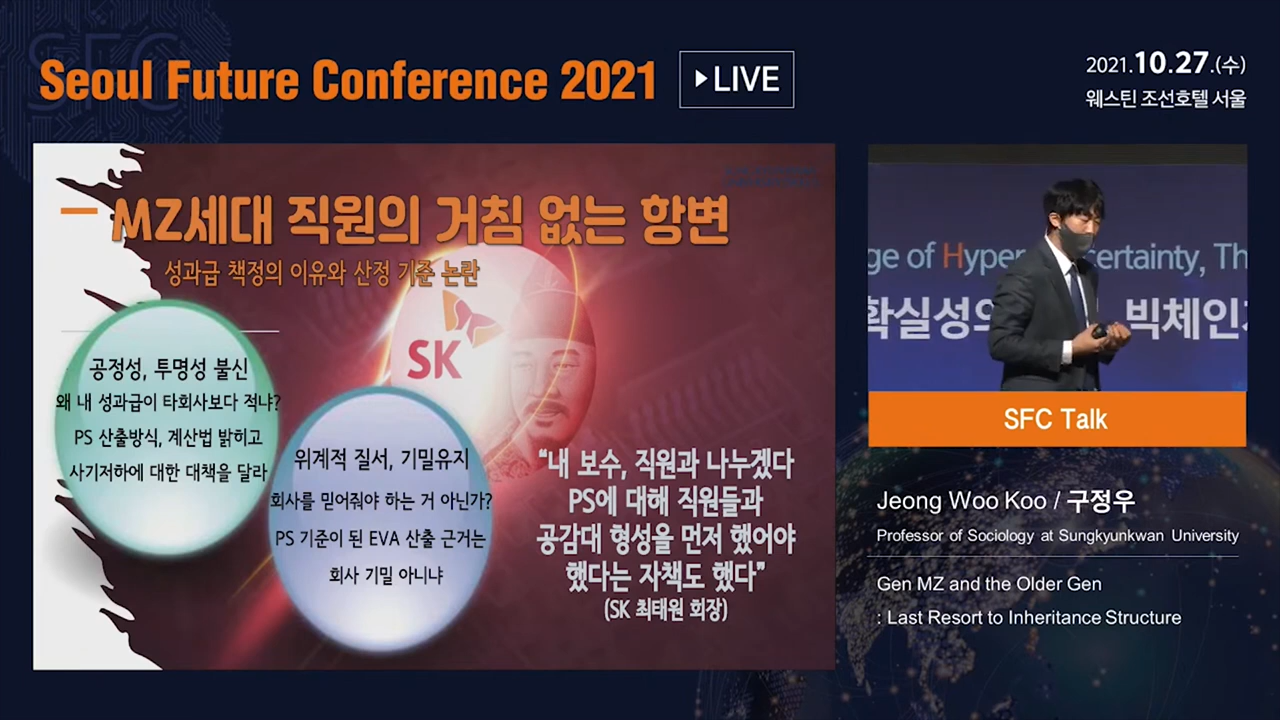 Seoul Future Conference 2021
LIVE
2021.10.27.(수)
웨스틴 조선호텔 서울
MZ세대 직원의 거침 없는 항변
성과급 책정의 이유와 산정 기준 논란
SK
공정성, 투명성 불신
왜 내 성과급이 타회사보다 적냐?
PS 산출방식, 계산법 밝히고
사기저하에 대한 대책을 달라
위계적 질서, 기밀유지
회사를 믿어줘야 하는 거 아닌가?
PS 기준이 된 EVA 산출 근거는
회사 기밀 아니냐
“내 보수, 직원과 나누겠다
PS에 대해 직원들과
공감대 형성을 먼저 했어야
했다는 자책도 했다”
(SK 최태원 회장)
ge of Hyper certainty, Th
확실성의 빅체인지
SFC Talk
Jeong Woo Koo / 구정우
Professor of Sociology at Sungkyunkwan University
Gen MZ and the Older Gen
: Last Resort to Inheritance Structure